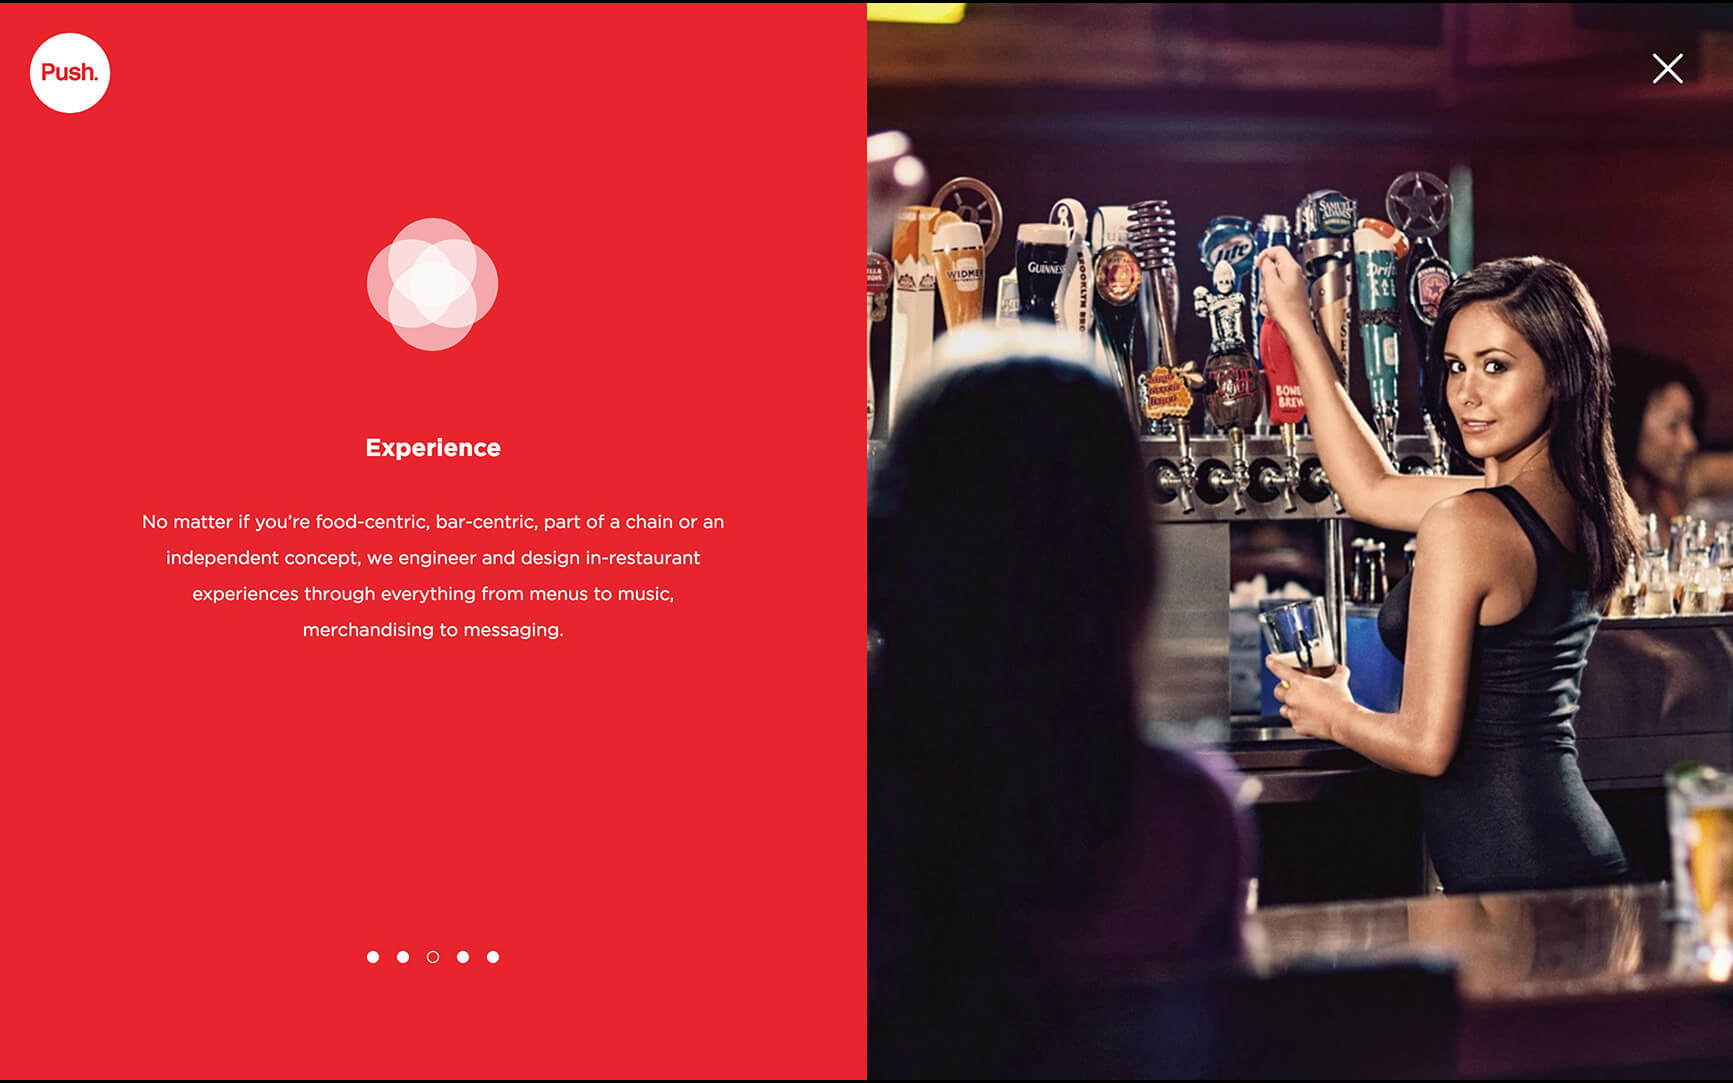 Push.
Experience
No matter if you’re food-centric, bar-centric, part of a chain or an
independent concept, we engineer and design in-restaurant
experiences through everything from menus to music,
merchandising to messaging.
WIDMER
GUINNESS
BROOKLYN
Lite
SAMUEL
ADAMS
Drift
BOMB
BREW